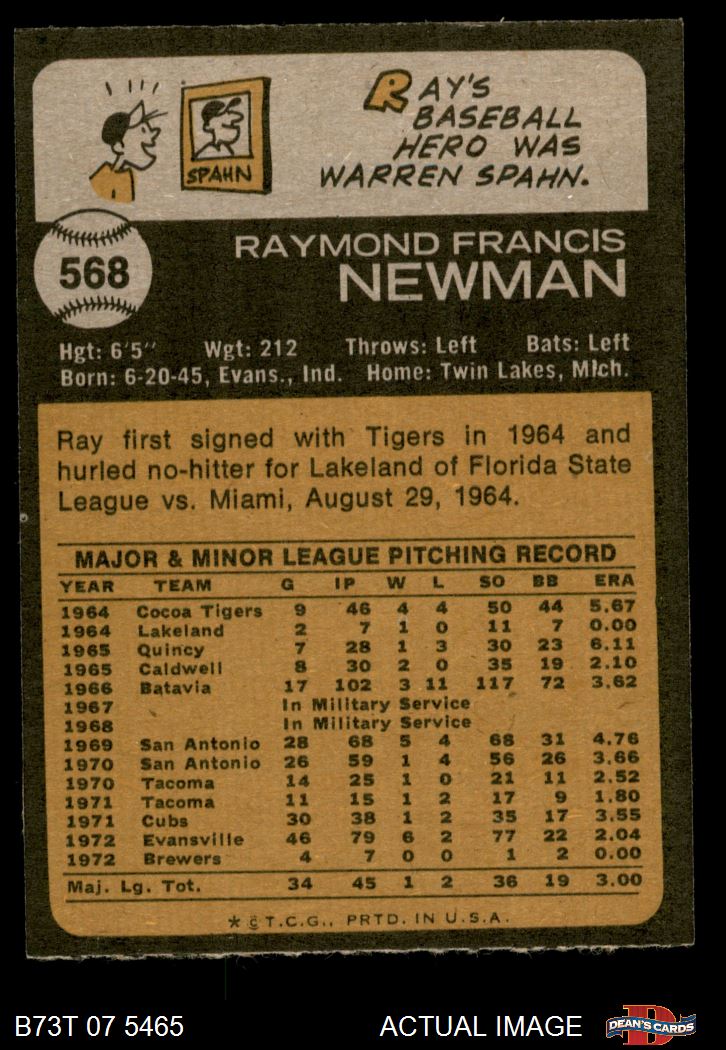 SPAHN
RAY'S
BASEBALL
HERO WAS
WARREN SPAHN.
568
RAYMOND FRANCIS
NEWMAN
Hgt: 6'5" Wgt: 212 Throws: Left Bats: Left
Born: 6-20-45, Evans., Ind. Home: Twin Lakes, Mich.
Ray first signed with Tigers in 1964 and
hurled no-hitter for Lakeland of Florida State
League vs. Miami, August 29, 1964.
MAJOR & MINOR LEAGUE PITCHING RECORD
YEAR TEAM G IP W L SO BB ERA
1964 Cocoa Tigers 9 46 4 4 50 44 5.67
1964 Lakeland 2 7 1 0 11 7 0.00
1965 Quincy 7 28 1 3 30 23 6.11
1965 Caldwell 8 30 2 0 35 19 2.10
1966 Batavia 17 102 3 11 117 72 3.62
1967 In Military Service
1968 In Military Service
1969 San Antonio 28 68 5 4 68 31 4.76
1970 San Antonio 26 59 1 4 56 26 3.66
1970 Tacoma 14 25 1 0 21 11 2.52
1971 Tacoma 11 15 1 2 17 9 1.80
1971 Cubs 30 38 1 2 35 17 3.55
1972 Evansville 46 79 6 2 77 22 2.04
1972 Brewers 4 7 0 0 1 2 0.00
Maj. Lg. Tot. 34 45 1 2 36 19 3.00
* © T.C.G., PRTD. IN U.S.A.
B73T 07 5465 ACTUAL IMAGE D DEAN'S CARDS